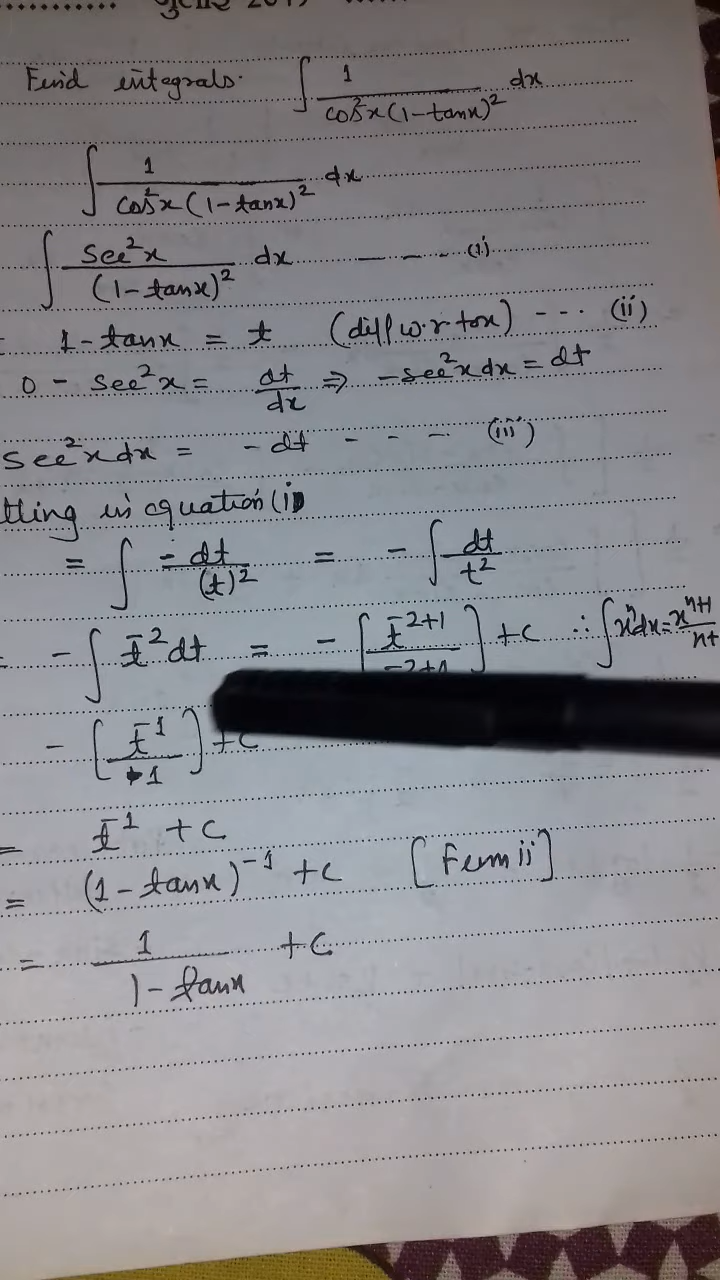 जुलाई 2017
Find integrals. ∫ 1 / cos²x(1-tanx)² dx
∫ 1 / cos²x(1-tanx)² dx
∫ sec²x / (1-tanx)² dx - - - - (i)
1-tanx = t (diff w.r to x) - - - (ii)
0 - sec²x = dt/dx ⇒ -sec²x dx = dt
sec²x dx = -dt - - - (iii)
tting in equation (i)
= ∫ -dt / (t)² = - ∫ dt / t²
= - ∫ t⁻² dt = - [ t⁻²⁺¹ / -2+1 ] + c ∴ ∫xⁿdx = xⁿ⁺¹ / n+
- [ t⁻¹ / -1 ] + c
= t⁻¹ + c
= (1-tanx)⁻¹ + c [Fem ii]
= 1 / 1-tanx + c